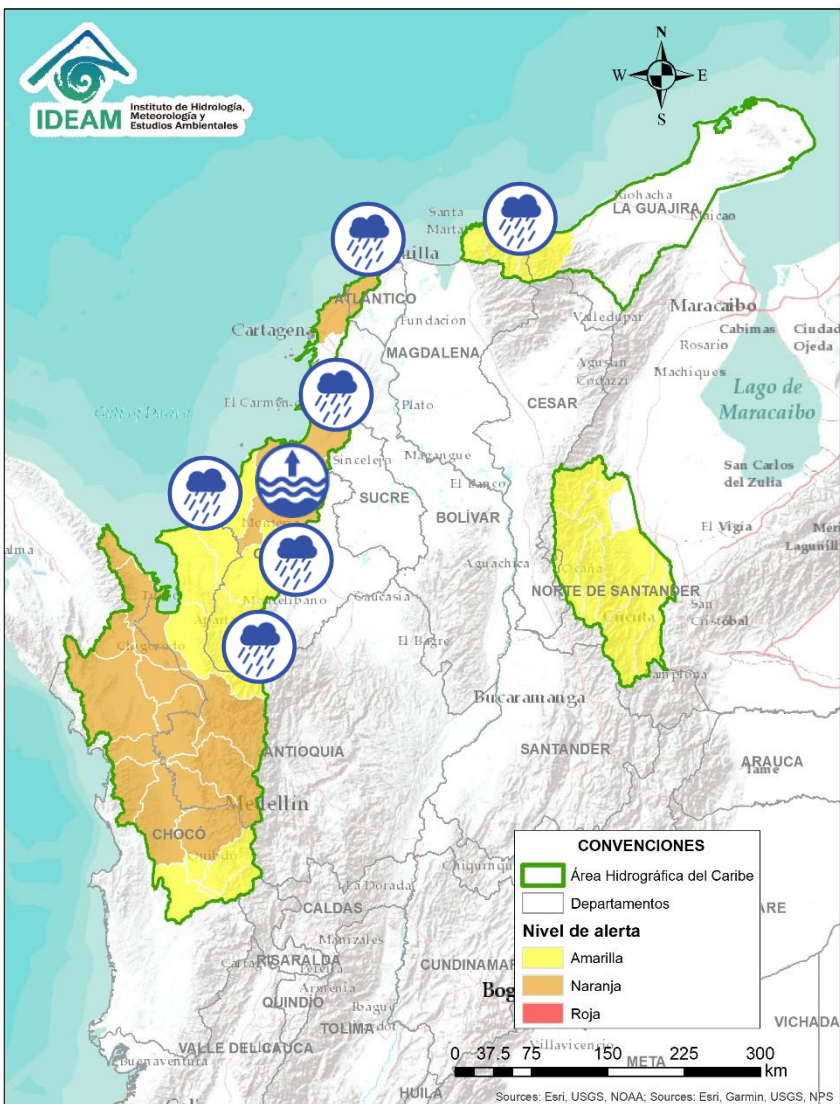 IDEAM
Instituto de Hidrología,
Meteorología y
Estudios Ambientales
N
W
E
S
Riohacha
LA GUAJIRA
Maicao
Santa
Marta
ATLÁNTICO
Cartagena
Fundación
Valledupar
Maracaibo
Cabimas
Ciudad
Ojeda
Rosario
Machiques
MAGDALENA
Agustín
Codazzi
CESAR
Lago de
Maracaibo
El Carmen
Plato
Sincelejo
Magangue
El Banco
SUCRE
BOLÍVAR
San Carlos
del Zulia
El Vigía
Aguachica
Ocaña
NORTE DE SANTANDER
Cúcuta
San
Cristóbal
Montelibano
Caucasia
El Bagre
Chigorodo
Bucaramanga
SANTANDER
ARAUCA
Tame
ANTIOQUIA
Medellín
CHOCÓ
Quibdó
La Dorada
CALDAS
Manizales
RISARALDA
Pereira
Armenia
QUINDÍO
Ibague
TOLIMA
VALLE DEL CAUCA
Buenaventura
HUILA
META
Villavicencio
VICHADA
CONVENCIONES
Área Hidrográfica del Caribe
Departamentos
Nivel de alerta
Amarilla
Naranja
Roja
0 37.5 75 150 225 300
km
Sources: Esri, USGS, NOAA; Sources: Esri, Garmin, USGS, NPS